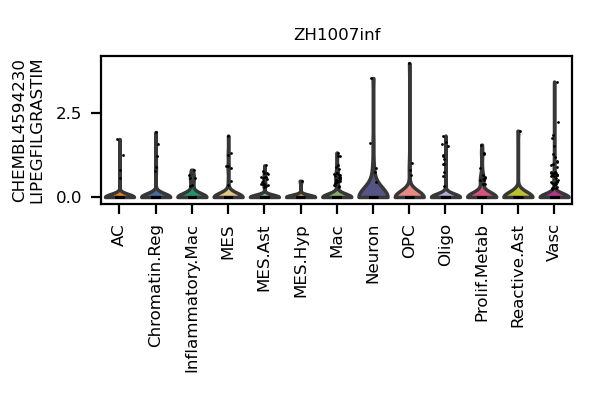 ZH1007inf
CHEMBL4594230
LIPEGFILGRASTIM
2.5
0.0
AC
Chromatin.Reg
Inflammatory.Mac
MES
MES.Ast
MES.Hyp
Mac
Neuron
OPC
Oligo
Prolif.Metab
Reactive.Ast
Vasc